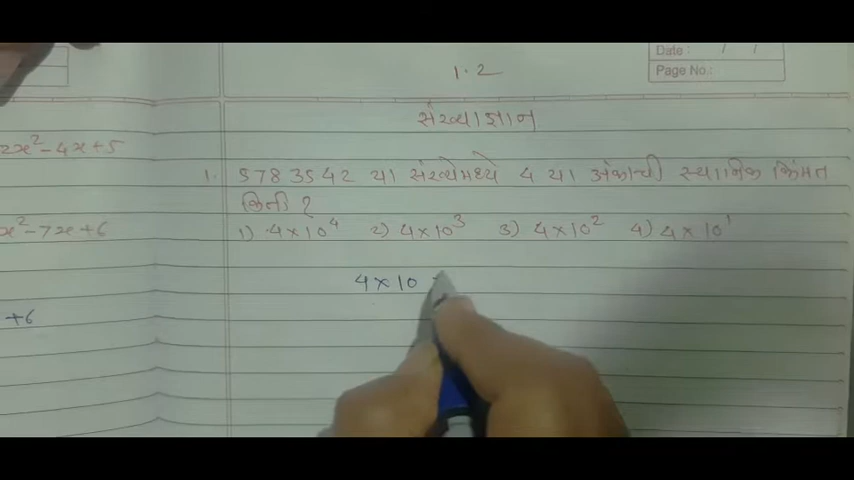 Date : / /
Page No.:
1.2
संख्याज्ञान
2x²-4x+5
1. 5783542 या संख्येमध्ये 4 या अंकाची स्थानिक किंमत
किती ?
x²-7x+6
1) 4×10⁴ 2) 4×10³ 3) 4×10² 4) 4×10¹
4×10
+6